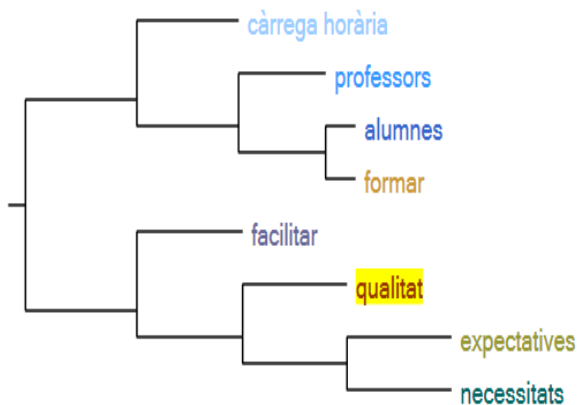 càrrega horària
professors
alumnes
formar
facilitar
qualitat
expectatives
necessitats